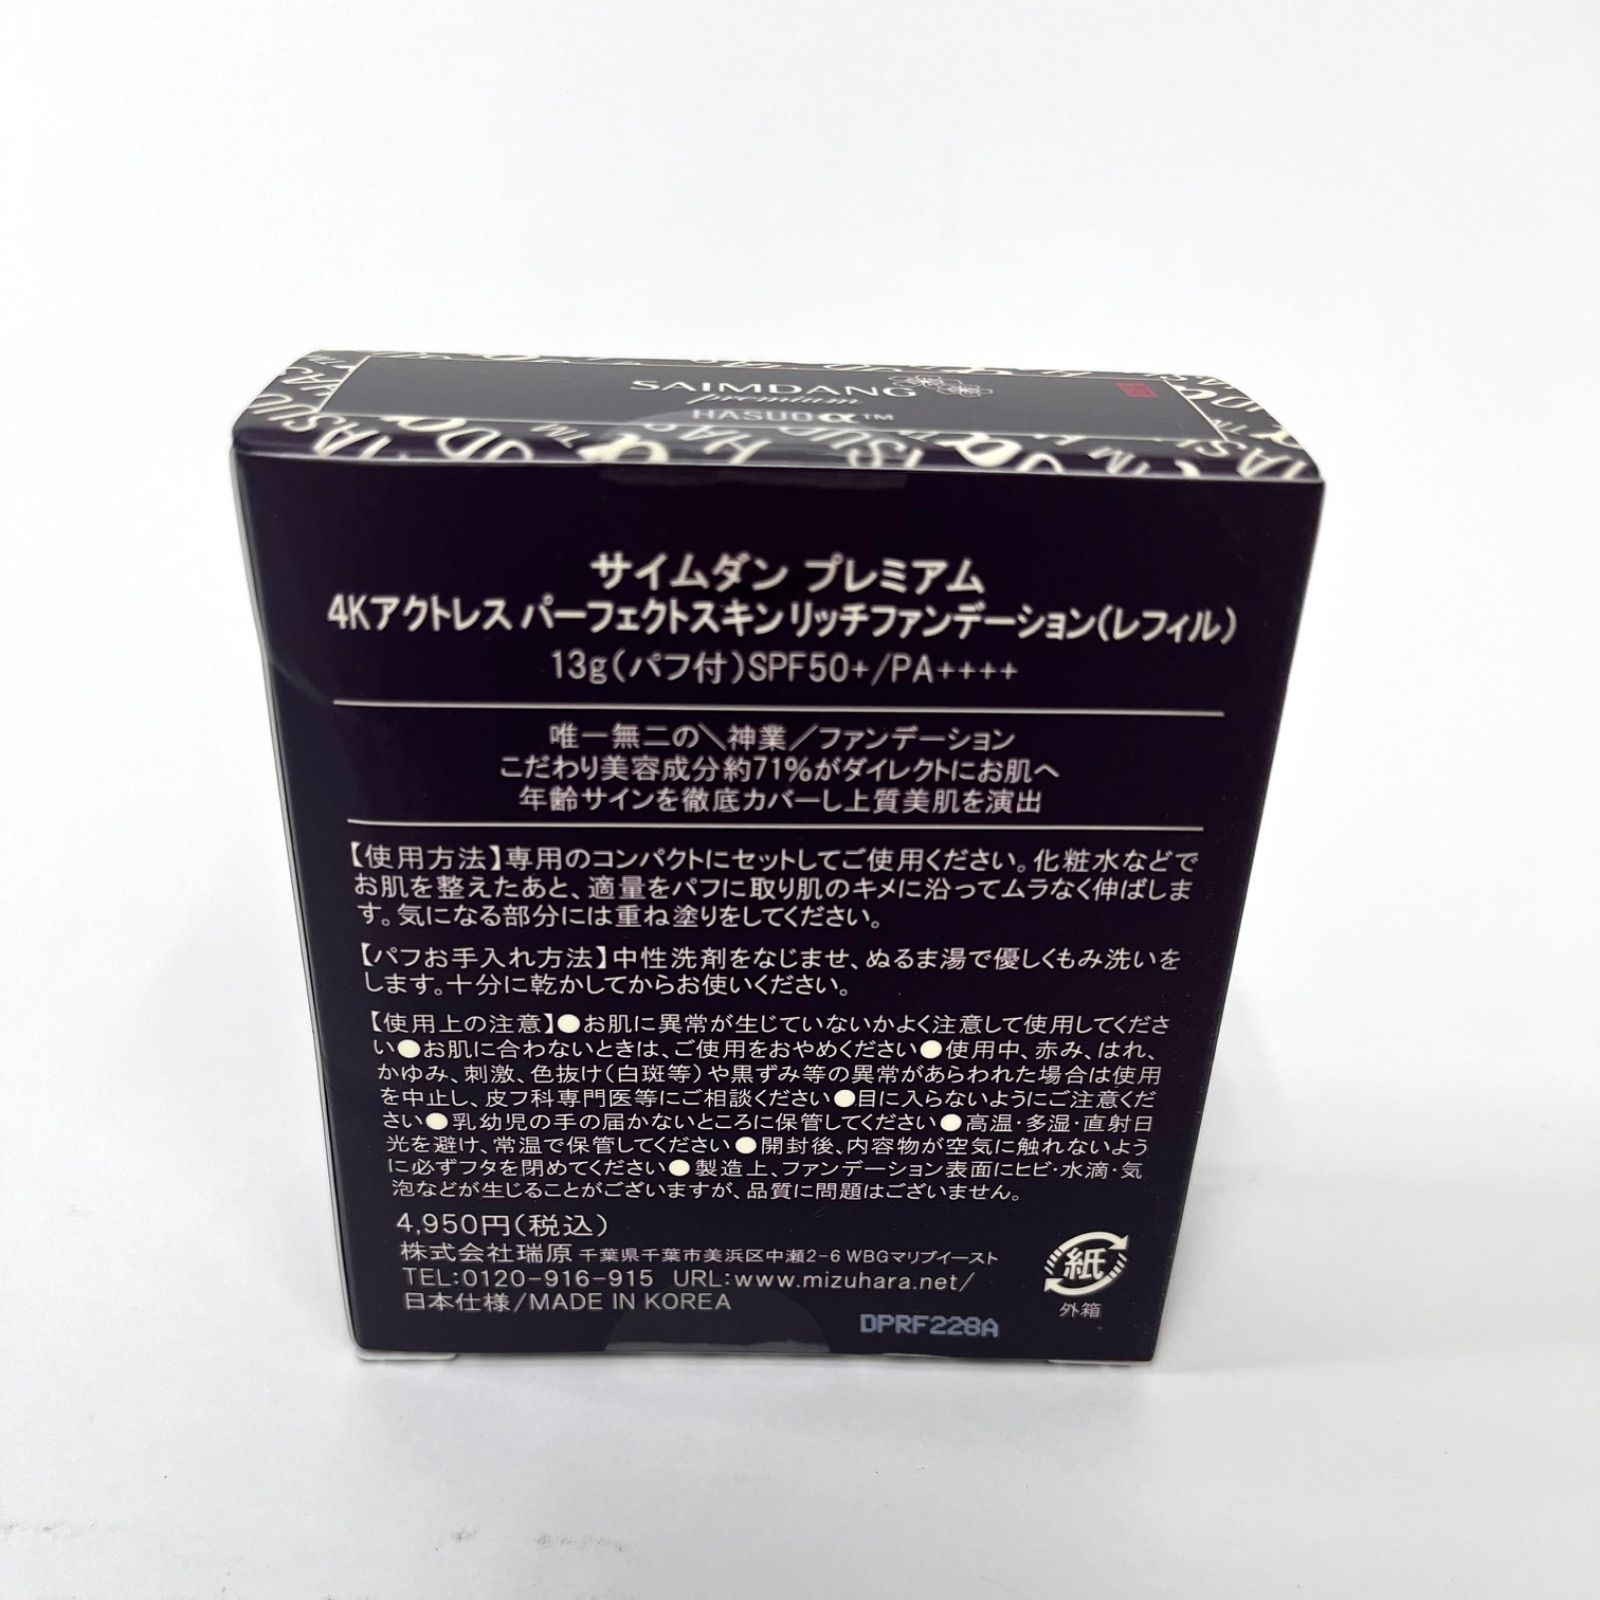 SAIMDANG
premium
HASUOα™
サイムダン プレミアム
4Kアクトレス パーフェクトスキン リッチファンデーション(レフィル)
13g(パフ付)SPF50+/PA++++
唯一無二の＼神業／ファンデーション
こだわり美容成分約71%がダイレクトにお肌へ
年齢サインを徹底カバーし上質美肌を演出
【使用方法】専用のコンパクトにセットしてご使用ください。化粧水などで
お肌を整えたあと、適量をパフに取り肌のキメに沿ってムラなく伸ばしま
す。気になる部分には重ね塗りをしてください。
【パフお手入れ方法】中性洗剤をなじませ、ぬるま湯で優しくもみ洗いを
します。十分に乾かしてからお使いください。
【使用上の注意】●お肌に異常が生じていないかよく注意して使用してくださ
い●お肌に合わないときは、ご使用をおやめください●使用中、赤み、はれ、
かゆみ、刺激、色抜け(白斑等)や黒ずみ等の異常があらわれた場合は使用
を中止し、皮フ科専門医等にご相談ください●目に入らないようにご注意くだ
さい●乳幼児の手の届かないところに保管してください●高温・多湿・直射日
光を避け、常温で保管してください●開封後、内容物が空気に触れないよう
に必ずフタを閉めてください●製造上、ファンデーション表面にヒビ・水滴・気
泡などが生じることがございますが、品質に問題はございません。
4,950円(税込)
株式会社瑞原 千葉県千葉市美浜区中瀬2-6 WBGマリブイースト
TEL:0120-916-915 URL:www.mizuhara.net/
日本仕様/MADE IN KOREA
紙
外箱
DPRF228A